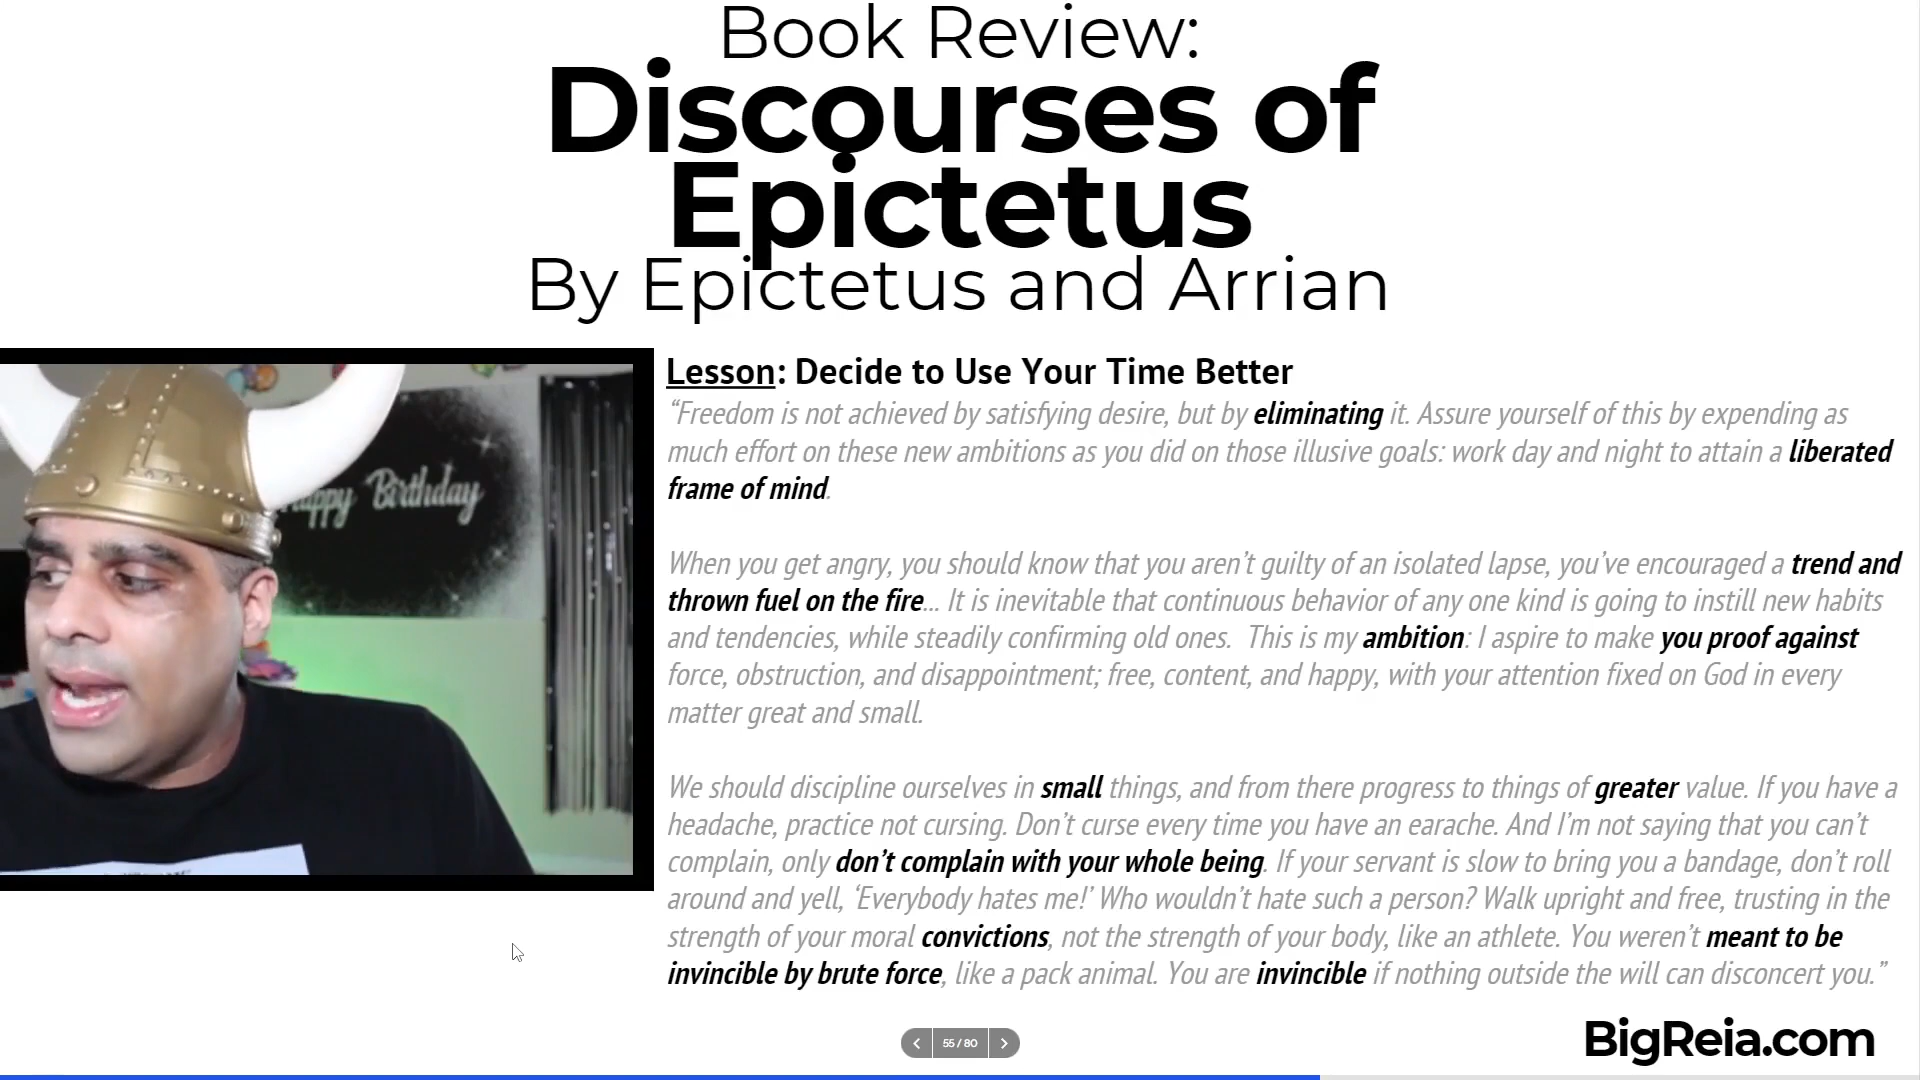 Book Review:
Discourses of
Epictetus
By Epictetus and Arrian
Happy Birthday
Lesson: Decide to Use Your Time Better
“Freedom is not achieved by satisfying desire, but by eliminating it. Assure yourself of this by expending as
much effort on these new ambitions as you did on those illusive goals: work day and night to attain a liberated
frame of mind.
When you get angry, you should know that you aren’t guilty of an isolated lapse, you’ve encouraged a trend and
thrown fuel on the fire... It is inevitable that continuous behavior of any one kind is going to instill new habits
and tendencies, while steadily confirming old ones. This is my ambition: I aspire to make you proof against
force, obstruction, and disappointment; free, content, and happy, with your attention fixed on God in every
matter great and small.
We should discipline ourselves in small things, and from there progress to things of greater value. If you have a
headache, practice not cursing. Don’t curse every time you have an earache. And I’m not saying that you can’t
complain, only don’t complain with your whole being. If your servant is slow to bring you a bandage, don’t roll
around and yell, ‘Everybody hates me!’ Who wouldn’t hate such a person? Walk upright and free, trusting in the
strength of your moral convictions, not the strength of your body, like an athlete. You weren’t meant to be
invincible by brute force, like a pack animal. You are invincible if nothing outside the will can disconcert you.”
55 / 80
BigReia.com